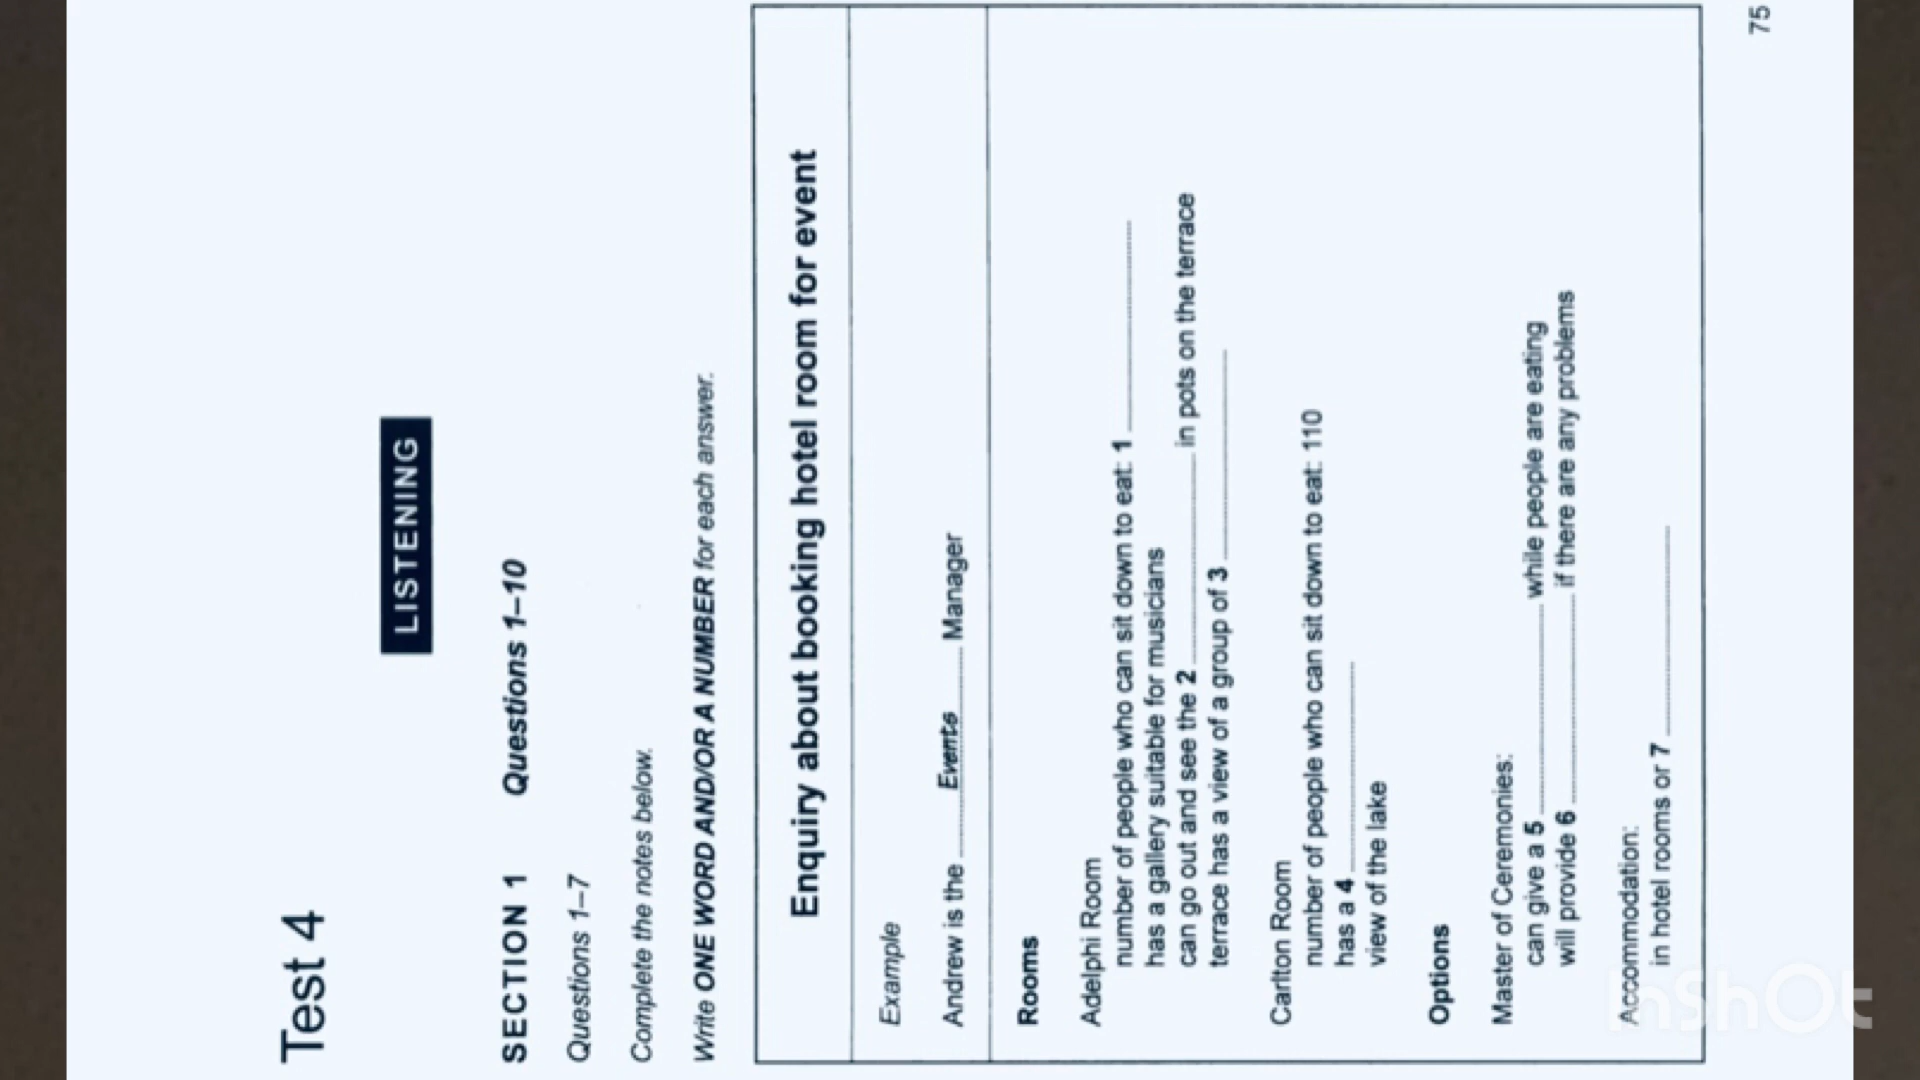 Test 4
LISTENING
SECTION 1 Questions 1–10
Questions 1–7
Complete the notes below.
Write ONE WORD AND/OR A NUMBER for each answer.
Enquiry about booking hotel room for event
Example
Andrew is the Events Manager
Rooms
Adelphi Room
number of people who can sit down to eat: 1
has a gallery suitable for musicians
can go out and see the 2 in pots on the terrace
terrace has a view of a group of 3
Carlton Room
number of people who can sit down to eat: 110
has a 4
view of the lake
Options
Master of Ceremonies:
can give a 5 while people are eating
will provide 6 if there are any problems
Accommodation:
in hotel rooms or 7
75
InShOt